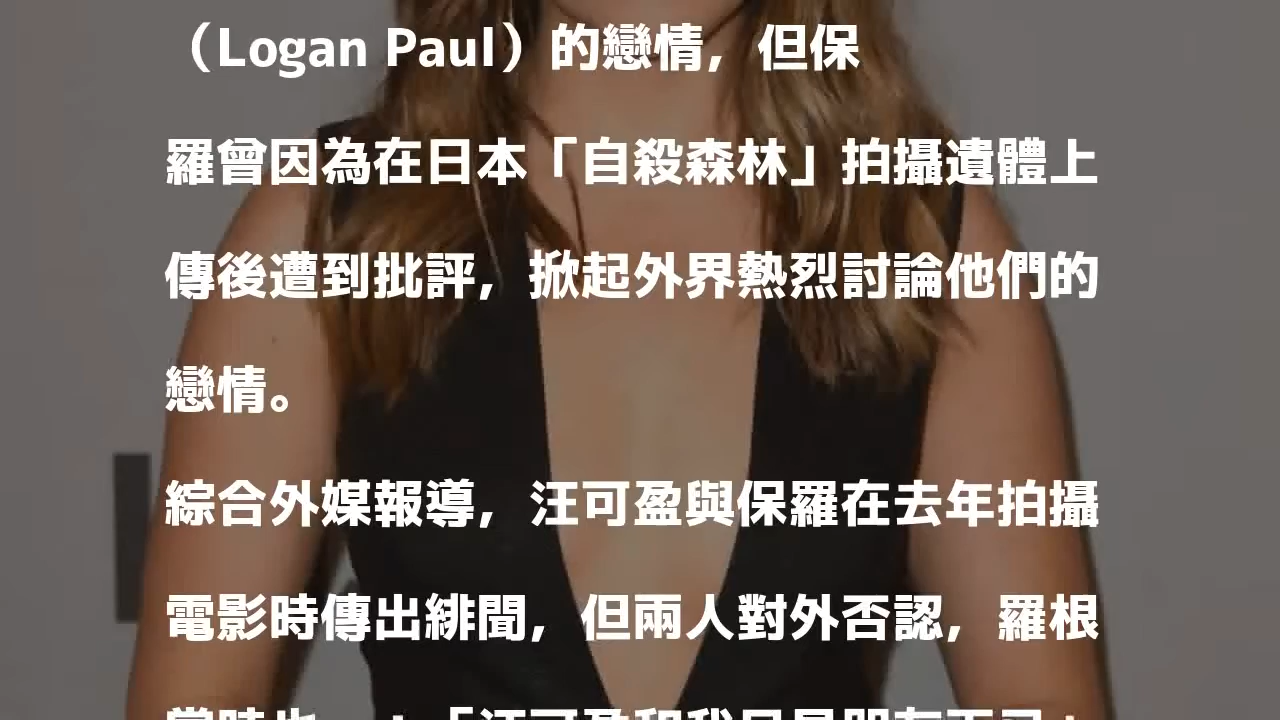 （Logan Paul）的戀情，但保
羅曾因為在日本「自殺森林」拍攝遺體上
傳後遭到批評，掀起外界熱烈討論他們的
戀情。
綜合外媒報導，汪可盈與保羅在去年拍攝
電影時傳出緋聞，但兩人對外否認，羅根